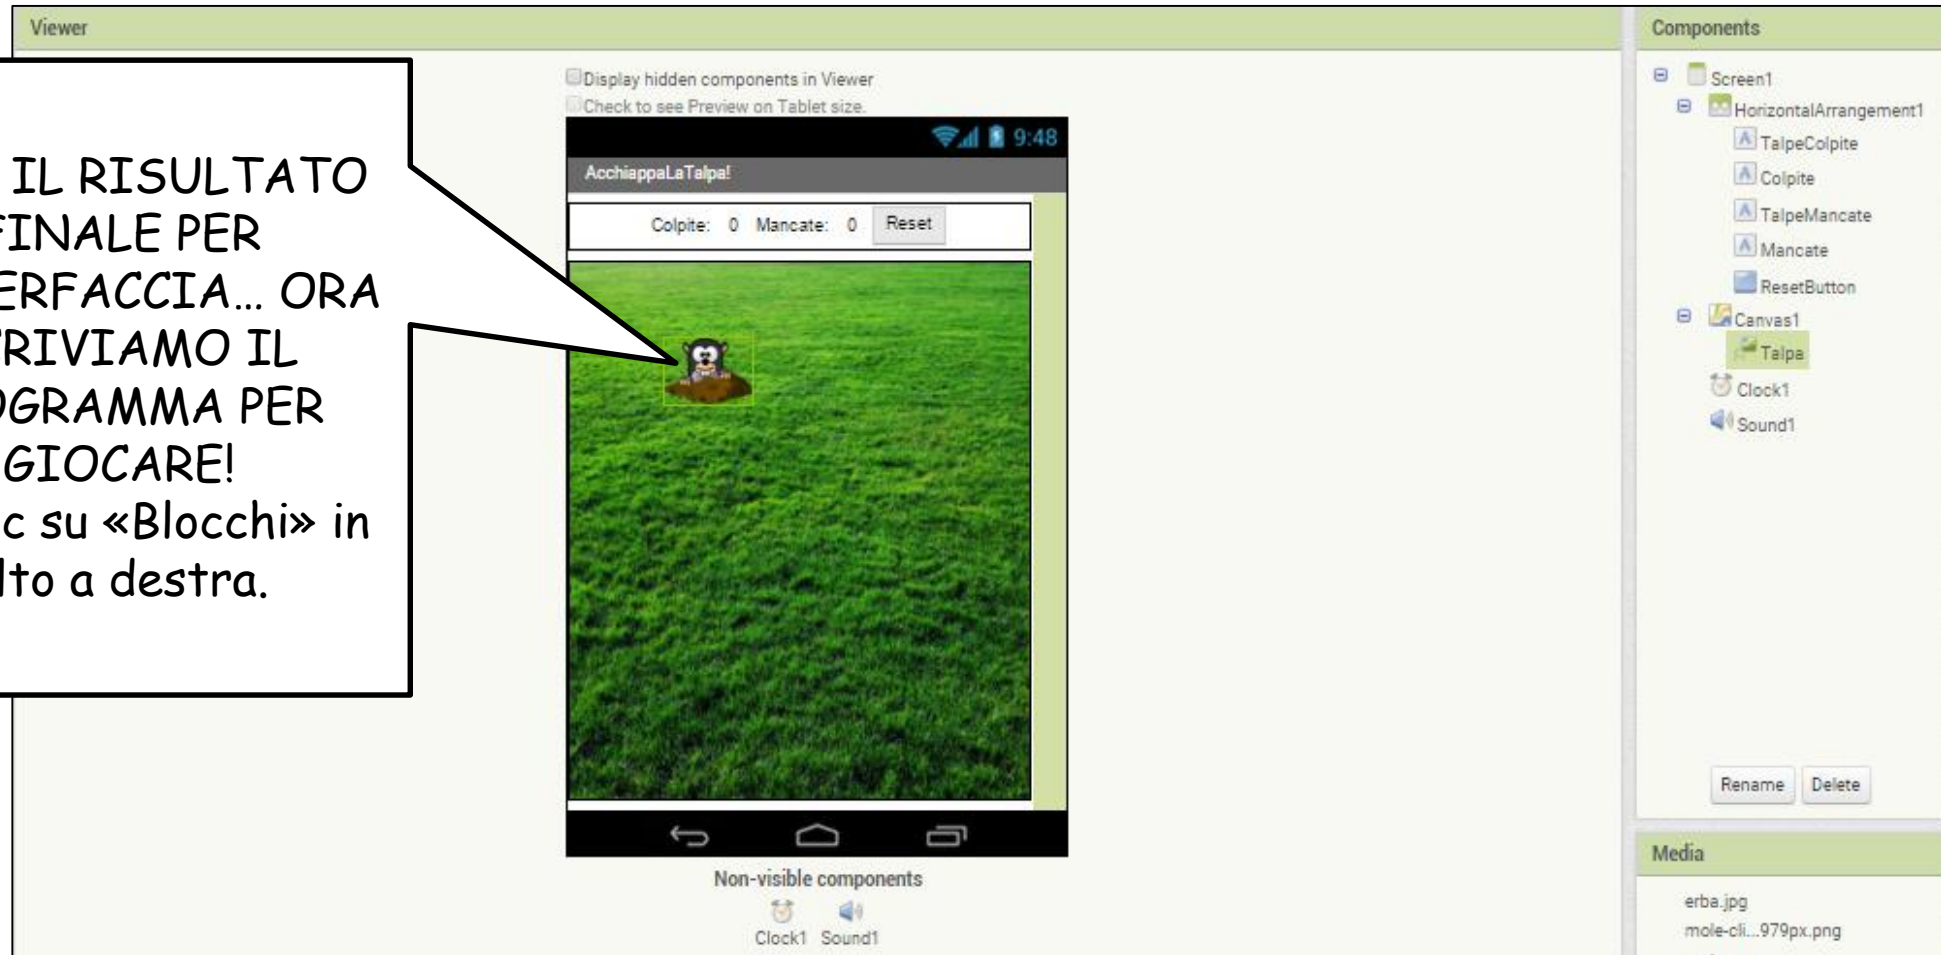 Viewer
Display hidden components in Viewer
Check to see Preview on Tablet size.
9:48
AcchiappaLaTalpa!
Colpite: 0 Mancate: 0 Reset
IL RISULTATO
FINALE PER
ERFACCIA... ORA
RIVIAMO IL
OGRAMMA PER
GIOCARE!
c su «Blocchi» in
lto a destra.
Non-visible components
Clock1 Sound1
Components
Screen1
HorizontalArrangement1
TalpeColpite
Colpite
TalpeMancate
Mancate
ResetButton
Canvas1
Talpa
Clock1
Sound1
Rename Delete
Media
erba.jpg
mole-cli...979px.png